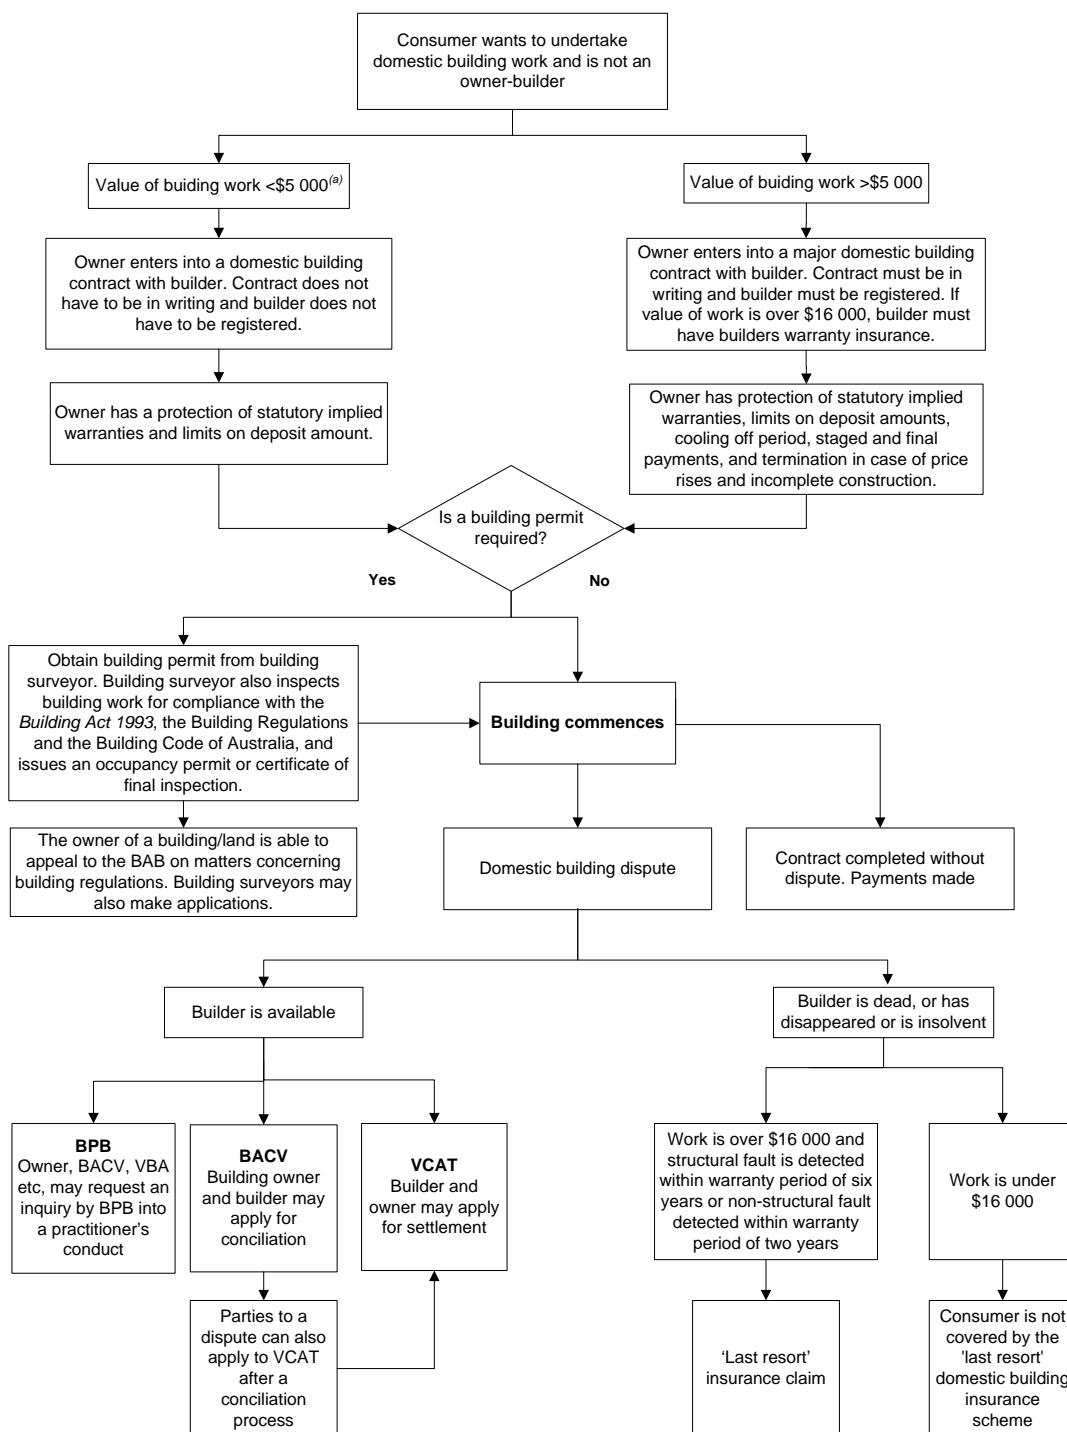 Consumer wants to undertake
domestic building work and is not an
owner-builder
Value of buiding work <$5 000(a)
Value of buiding work >$5 000
Owner enters into a domestic building
contract with builder. Contract does not
have to be in writing and builder does not
have to be registered.
Owner enters into a major domestic building
contract with builder. Contract must be in
writing and builder must be registered. If
value of work is over $16 000, builder must
have builders warranty insurance.
Owner has a protection of statutory implied
warranties and limits on deposit amount.
Owner has protection of statutory implied
warranties, limits on deposit amounts,
cooling off period, staged and final
payments, and termination in case of price
rises and incomplete construction.
Is a building permit
required?
Yes
No
Obtain building permit from building
surveyor. Building surveyor also inspects
building work for compliance with the
Building Act 1993, the Building Regulations
and the Building Code of Australia, and
issues an occupancy permit or certificate of
final inspection.
Building commences
The owner of a building/land is able to
appeal to the BAB on matters concerning
building regulations. Building surveyors may
also make applications.
Domestic building dispute
Contract completed without
dispute. Payments made
Builder is available
Builder is dead, or has
disappeared or is insolvent
BPB
Owner, BACV, VBA
etc, may request an
inquiry by BPB into
a practitioner's
conduct
BACV
Building owner
and builder may
apply for
conciliation
VCAT
Builder and
owner may apply
for settlement
Work is over $16 000 and
structural fault is detected
within warranty period of six
years or non-structural fault
detected within warranty
period of two years
Work is under
$16 000
Parties to a
dispute can also
apply to VCAT
after a
conciliation
process
‘Last resort’
insurance claim
Consumer is not
covered by the
'last resort'
domestic building
insurance
scheme